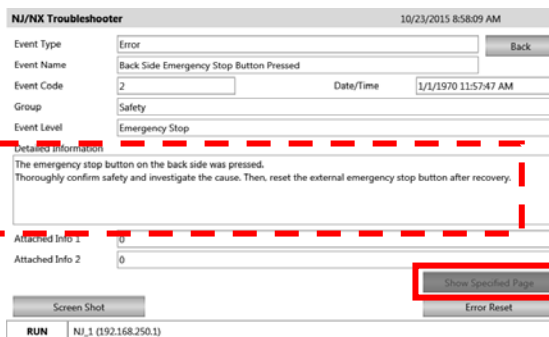 NJ/NX Troubleshooter 10/23/2015 8:58:09 AM
Event Type Error Back
Event Name Back Side Emergency Stop Button Pressed
Event Code 2 Date/Time 1/1/1970 11:57:47 AM
Group Safety
Event Level Emergency Stop
Detailed Information
The emergency stop button on the back side was pressed.
Thoroughly confirm safety and investigate the cause. Then, reset the external emergency stop button after recovery.
Attached Info 1 0
Attached Info 2 0
Show Specified Page
Screen Shot Error Reset
RUN NJ_1 (192.168.250.1)